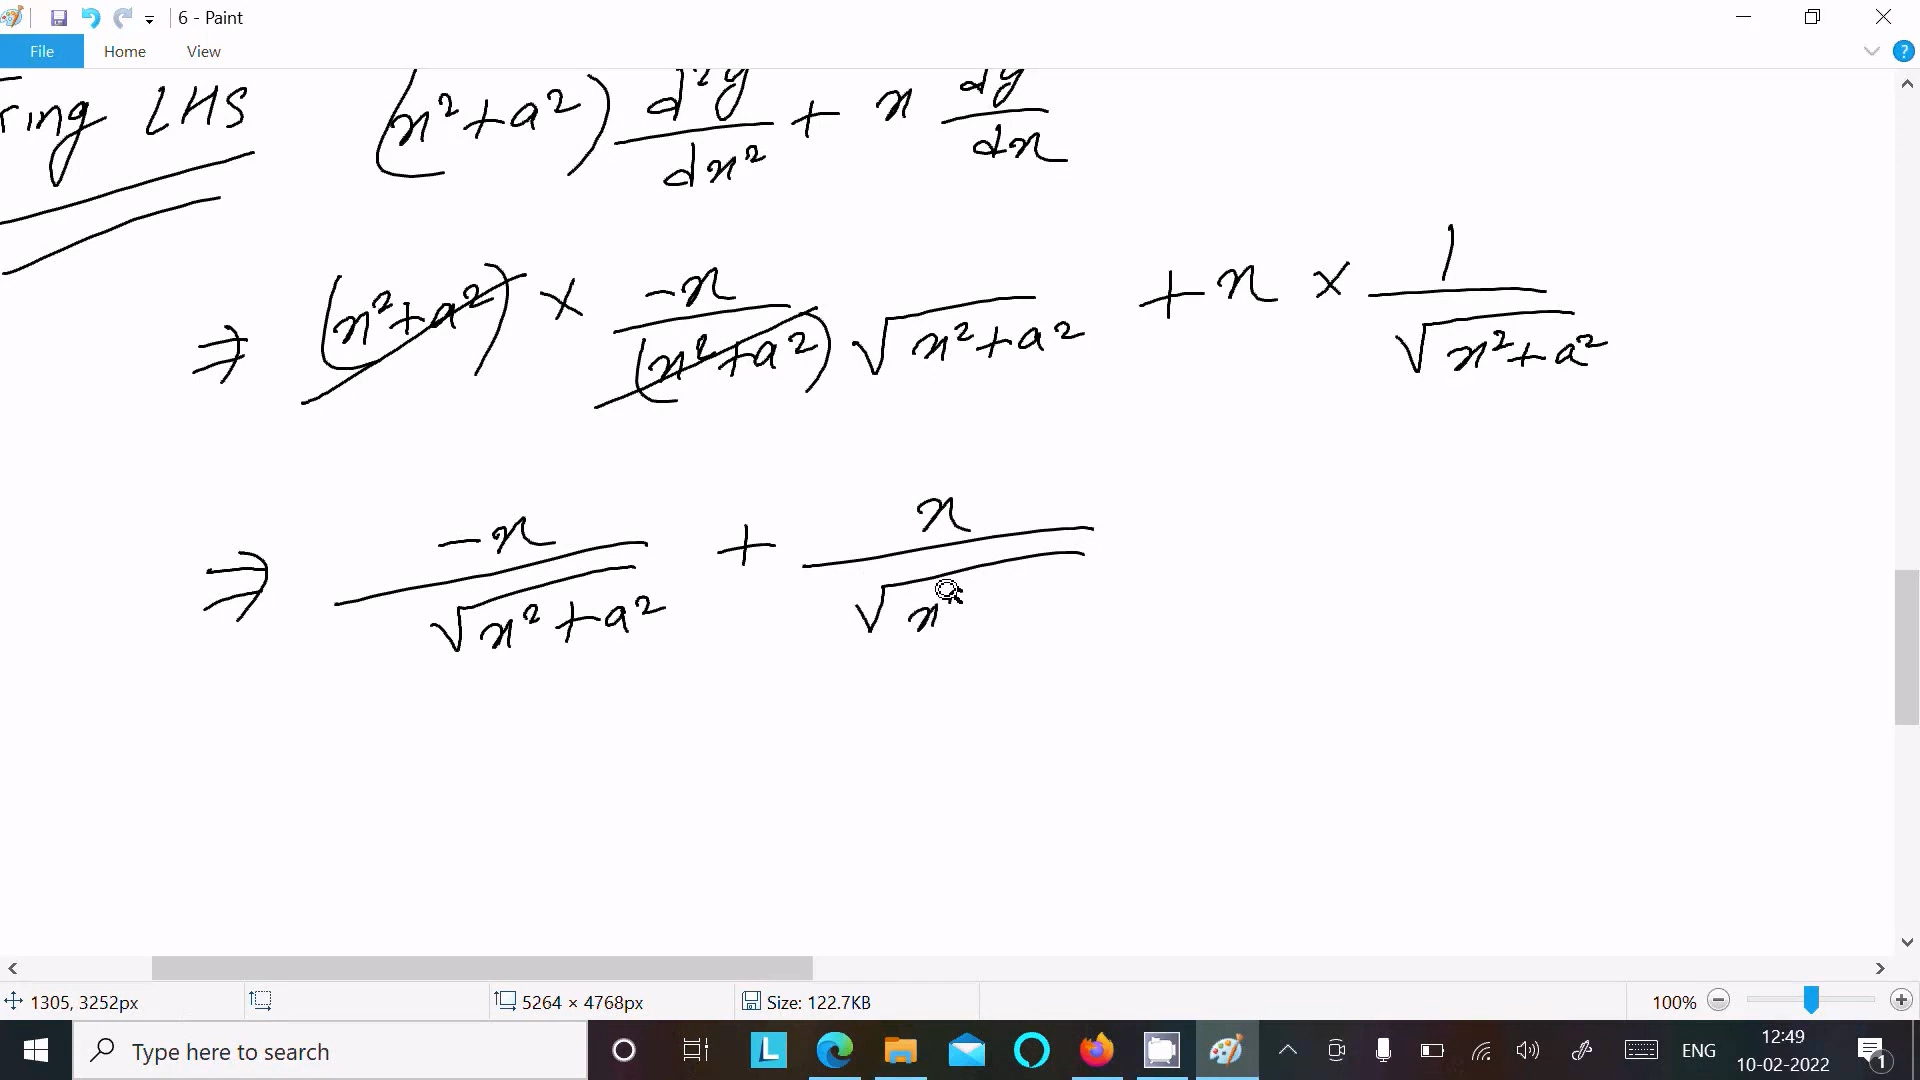 6 - Paint
File Home View
ring LHS (x²+a²) d²y/dx² + x dy/dx
⇒ (x²+a²) × -x/((x²+a²)√(x²+a²)) + x × 1/√(x²+a²)
⇒ -x/√(x²+a²) + x/√x
1305, 3252px 5264 × 4768px Size: 122.7KB 100%
Type here to search L ENG 12:49
10-02-2022 1